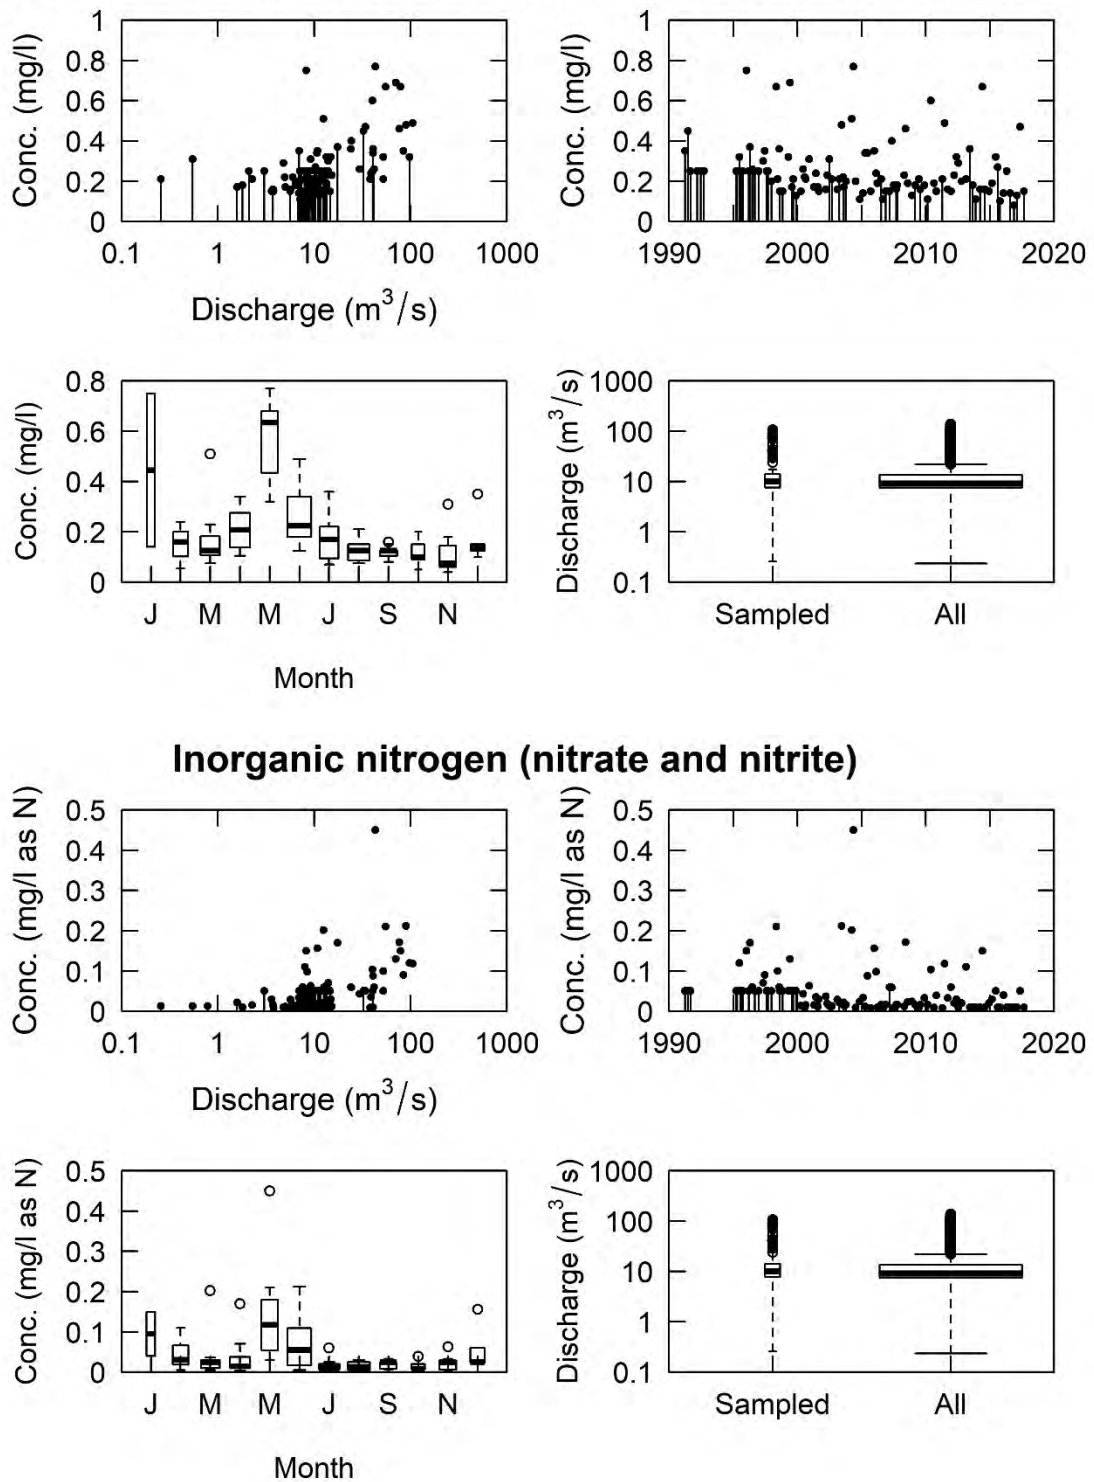 1
0.8
0.6
0.4
0.2
0
Conc. (mg/l)
0.1 1 10 100 1000
Discharge (m³/s)
1
0.8
0.6
0.4
0.2
0
Conc. (mg/l)
1990 2000 2010 2020
0.8
0.6
0.4
0.2
0
Conc. (mg/l)
J M M J S N
Month
1000
100
10
1
0.1
Discharge (m³/s)
Sampled All
Inorganic nitrogen (nitrate and nitrite)
0.5
0.4
0.3
0.2
0.1
0
Conc. (mg/l as N)
0.1 1 10 100 1000
Discharge (m³/s)
0.5
0.4
0.3
0.2
0.1
0
Conc. (mg/l as N)
1990 2000 2010 2020
0.5
0.4
0.3
0.2
0.1
0
Conc. (mg/l as N)
J M M J S N
Month
1000
100
10
1
0.1
Discharge (m³/s)
Sampled All